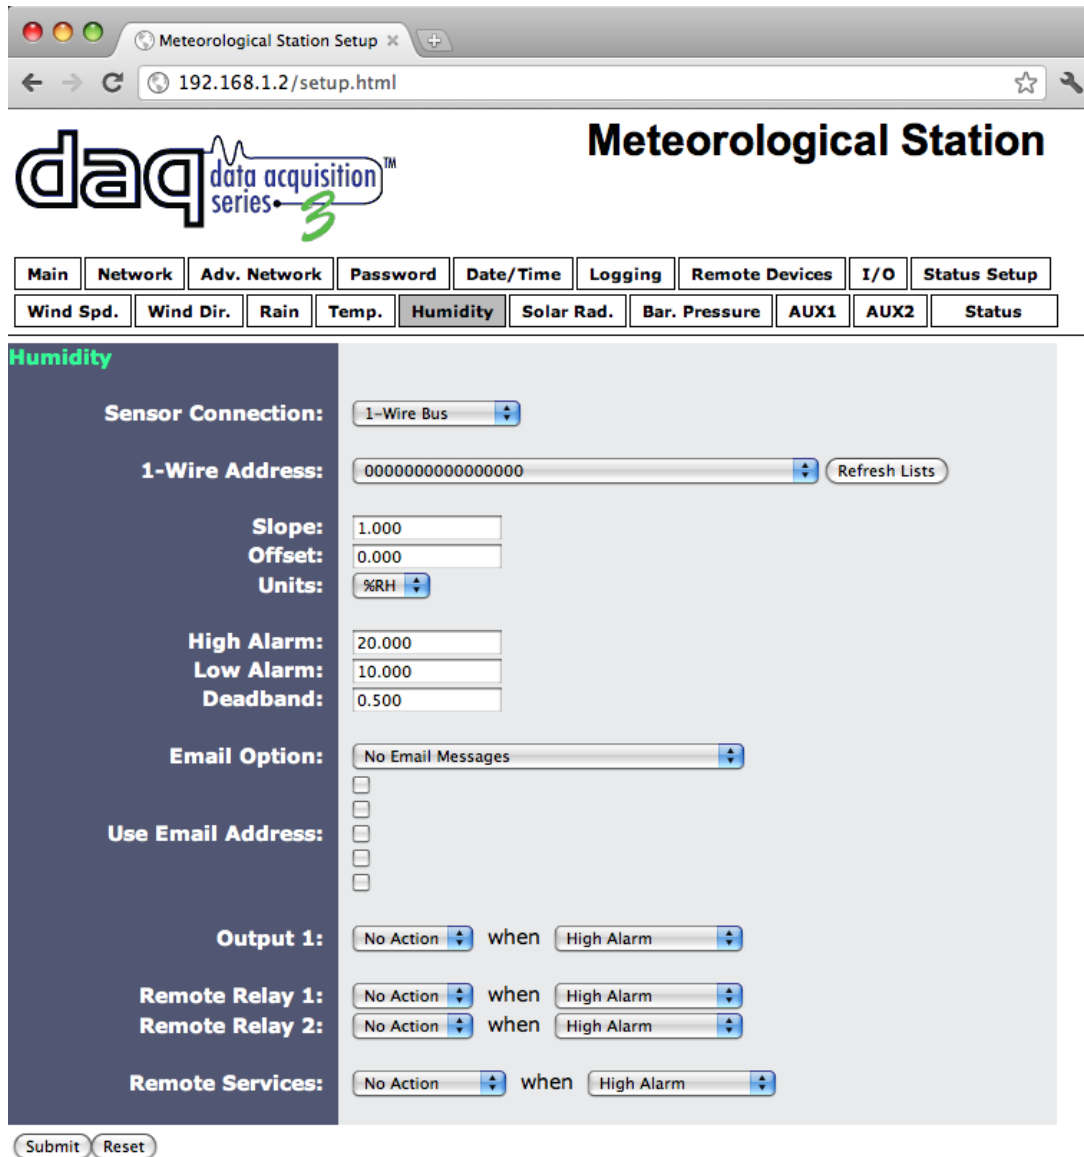 Meteorological Station Setup
192.168.1.2/setup.html
daq data acquisition series 3 ™
Meteorological Station
Main Network Adv. Network Password Date/Time Logging Remote Devices I/O Status Setup
Wind Spd. Wind Dir. Rain Temp. Humidity Solar Rad. Bar. Pressure AUX1 AUX2 Status
Humidity
Sensor Connection: 1-Wire Bus
1-Wire Address: 0000000000000000 Refresh Lists
Slope: 1.000
Offset: 0.000
Units: %RH
High Alarm: 20.000
Low Alarm: 10.000
Deadband: 0.500
Email Option: No Email Messages
Use Email Address:
Output 1: No Action when High Alarm
Remote Relay 1: No Action when High Alarm
Remote Relay 2: No Action when High Alarm
Remote Services: No Action when High Alarm
Submit Reset